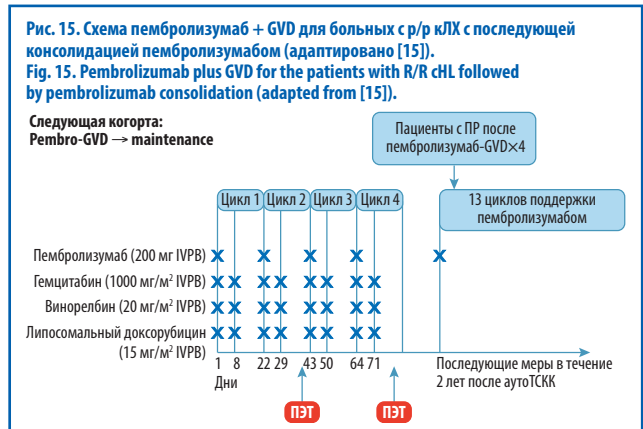 Рис. 15. Схема пембролизумаб + GVD для больных с р/р кЛХ с последующей
консолидацией пембролизумабом (адаптировано [15]).
Fig. 15. Pembrolizumab plus GVD for the patients with R/R cHL followed
by pembrolizumab consolidation (adapted from [15]).
Следующая когорта:
Pembro-GVD → maintenance
Пациенты с ПР после
пембролизумаб-GVD×4
Цикл 1 Цикл 2 Цикл 3 Цикл 4
13 циклов поддержки
пембролизумабом
Пембролизумаб (200 мг IVPB) X X X X X
Гемцитабин (1000 мг/м² IVPB) X X X X X X X X
Винорелбин (20 мг/м² IVPB) X X X X X X X X
Липосомальный доксорубицин X X X X X X X X
(15 мг/м² IVPB)
1 8 22 29 43 50 64 71
Дни
Последующие меры в течение
2 лет после аутоТСКК
ПЭТ ПЭТ